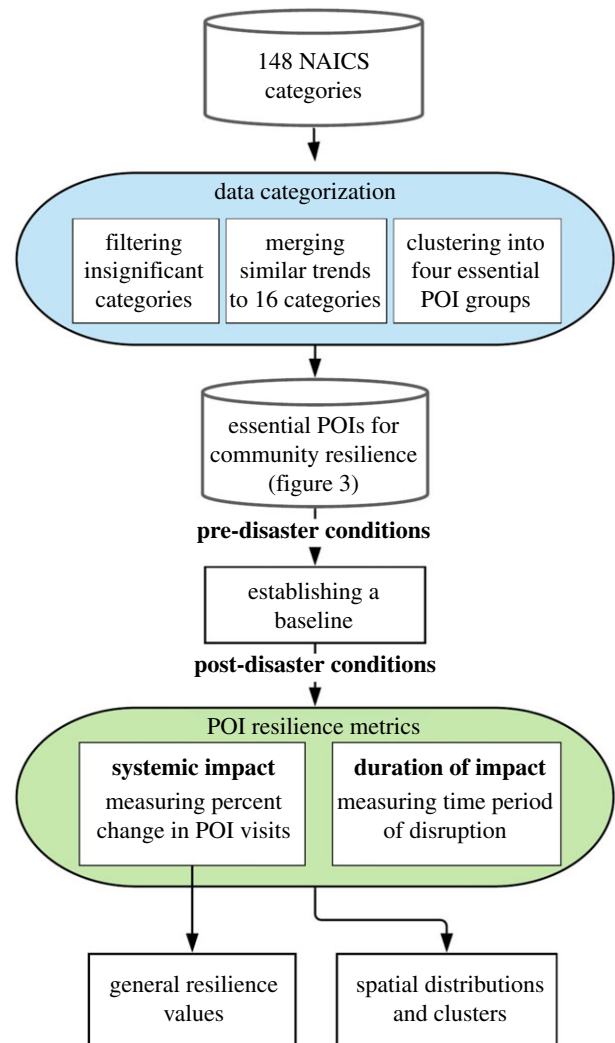 148 NAICS
categories
data categorization
filtering
insignificant
categories
merging
similar trends
to 16 categories
clustering into
four essential
POI groups
essential POIs for
community resilience
(figure 3)
pre-disaster conditions
establishing a
baseline
post-disaster conditions
POI resilience metrics
systemic impact
measuring percent
change in POI visits
duration of impact
measuring time period
of disruption
general resilience
values
spatial distributions
and clusters